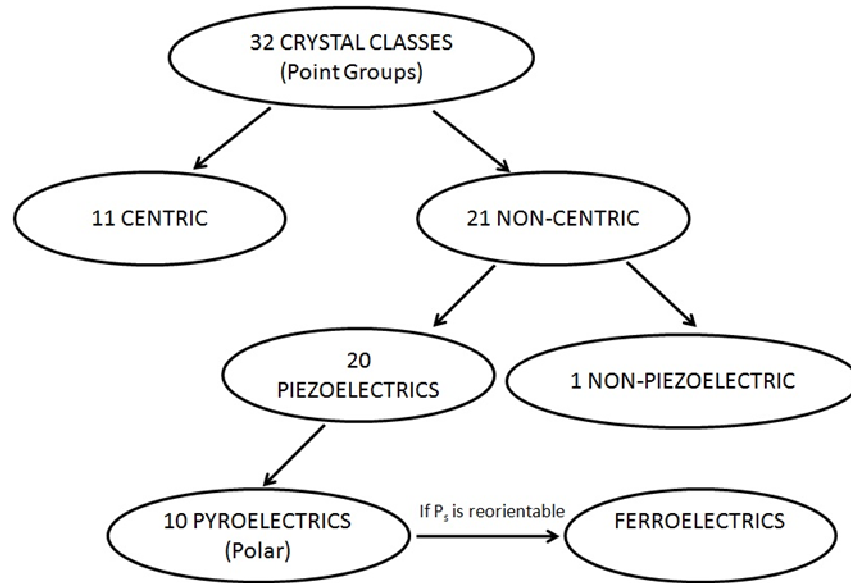 32 CRYSTAL CLASSES
(Point Groups)
11 CENTRIC
21 NON-CENTRIC
20
PIEZOELECTRICS
1 NON-PIEZOELECTRIC
10 PYROELECTRICS
(Polar)
If Ps is reorientable
FERROELECTRICS